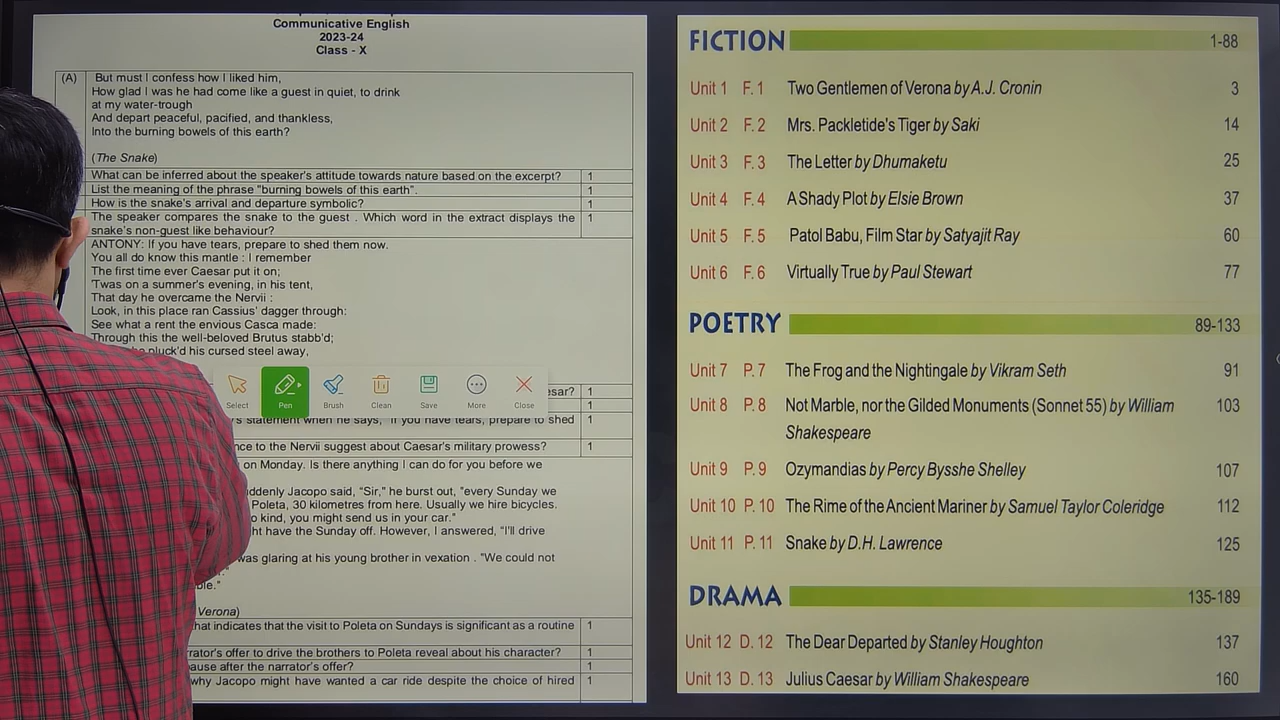 Communicative English
2023-24
Class - X
(A) But must I confess how I liked him,
How glad I was he had come like a guest in quiet, to drink
at my water-trough
And depart peaceful, pacified, and thankless,
Into the burning bowels of this earth?
(The Snake)
What can be inferred about the speaker's attitude towards nature based on the excerpt? 1
List the meaning of the phrase "burning bowels of this earth". 1
How is the snake's arrival and departure symbolic? 1
The speaker compares the snake to the guest . Which word in the extract displays the 1
snake's non-guest like behaviour?
ANTONY: If you have tears, prepare to shed them now.
You all do know this mantle : I remember
The first time ever Caesar put it on;
'Twas on a summer's evening, in his tent,
That day he overcame the Nervii :
Look, in this place ran Cassius' dagger through:
See what a rent the envious Casca made:
Through this the well-beloved Brutus stabb'd;
pluck'd his cursed steel away,
Select Pen Brush Clean Save More Close
1
1
statement when he says, "If you have tears, prepare to shed 1
nce to the Nervii suggest about Caesar's military prowess? 1
on Monday. Is there anything I can do for you before we
ddenly Jacopo said, "Sir," he burst out, "every Sunday we
Poleta, 30 kilometres from here. Usually we hire bicycles.
o kind, you might send us in your car."
ht have the Sunday off. However, I answered, "I'll drive
was glaring at his young brother in vexation . "We could not
ble."
Verona)
hat indicates that the visit to Poleta on Sundays is significant as a routine 1
rrator's offer to drive the brothers to Poleta reveal about his character? 1
ause after the narrator's offer? 1
why Jacopo might have wanted a car ride despite the choice of hired 1
FICTION 1-88
Unit 1 F. 1 Two Gentlemen of Verona by A.J. Cronin 3
Unit 2 F. 2 Mrs. Packletide's Tiger by Saki 14
Unit 3 F. 3 The Letter by Dhumaketu 25
Unit 4 F. 4 A Shady Plot by Elsie Brown 37
Unit 5 F. 5 Patol Babu, Film Star by Satyajit Ray 60
Unit 6 F. 6 Virtually True by Paul Stewart 77
POETRY 89-133
Unit 7 P. 7 The Frog and the Nightingale by Vikram Seth 91
Unit 8 P. 8 Not Marble, nor the Gilded Monuments (Sonnet 55) by William 103
Shakespeare
Unit 9 P. 9 Ozymandias by Percy Bysshe Shelley 107
Unit 10 P. 10 The Rime of the Ancient Mariner by Samuel Taylor Coleridge 112
Unit 11 P. 11 Snake by D.H. Lawrence 125
DRAMA 135-189
Unit 12 D. 12 The Dear Departed by Stanley Houghton 137
Unit 13 D. 13 Julius Caesar by William Shakespeare 160